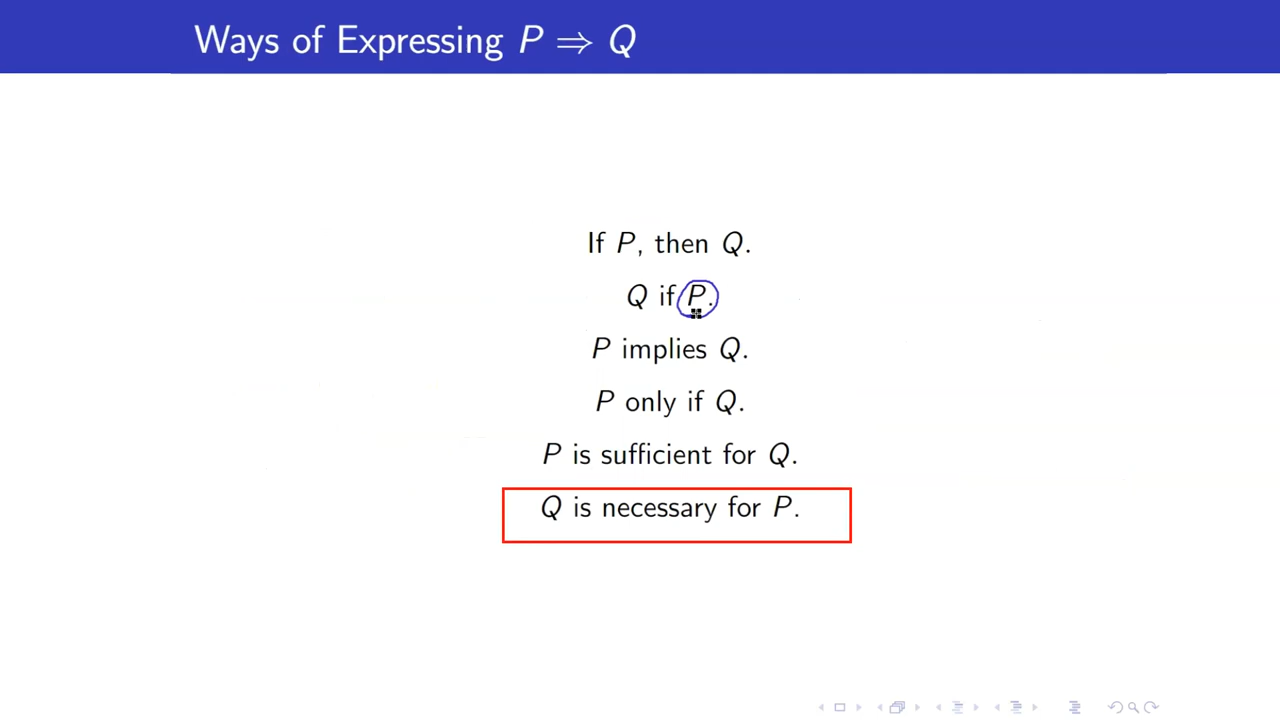 Ways of Expressing P ⇒ Q
If P, then Q.
Q if P.
P implies Q.
P only if Q.
P is sufficient for Q.
Q is necessary for P.